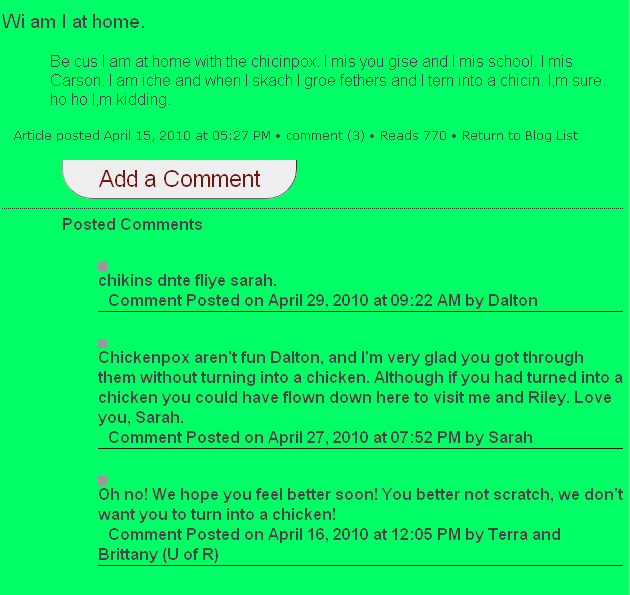 Wi am I at home.
Be cus I am at home with the chicinpox. I mis you gise and I mis school. I mis
Carson. I am iche and when I skach I groe fethers and I tern into a chicin. I,m sure.
ho ho I,m kidding.
Article posted April 15, 2010 at 05:27 PM • comment (3) • Reads 770 • Return to Blog List
Add a Comment
Posted Comments
chikins dnte fliye sarah.
Comment Posted on April 29, 2010 at 09:22 AM by Dalton
Chickenpox aren't fun Dalton, and I'm very glad you got through
them without turning into a chicken. Although if you had turned into a
chicken you could have flown down here to visit me and Riley. Love
you, Sarah.
Comment Posted on April 27, 2010 at 07:52 PM by Sarah
Oh no! We hope you feel better soon! You better not scratch, we don't
want you to turn into a chicken!
Comment Posted on April 16, 2010 at 12:05 PM by Terra and
Brittany (U of R)